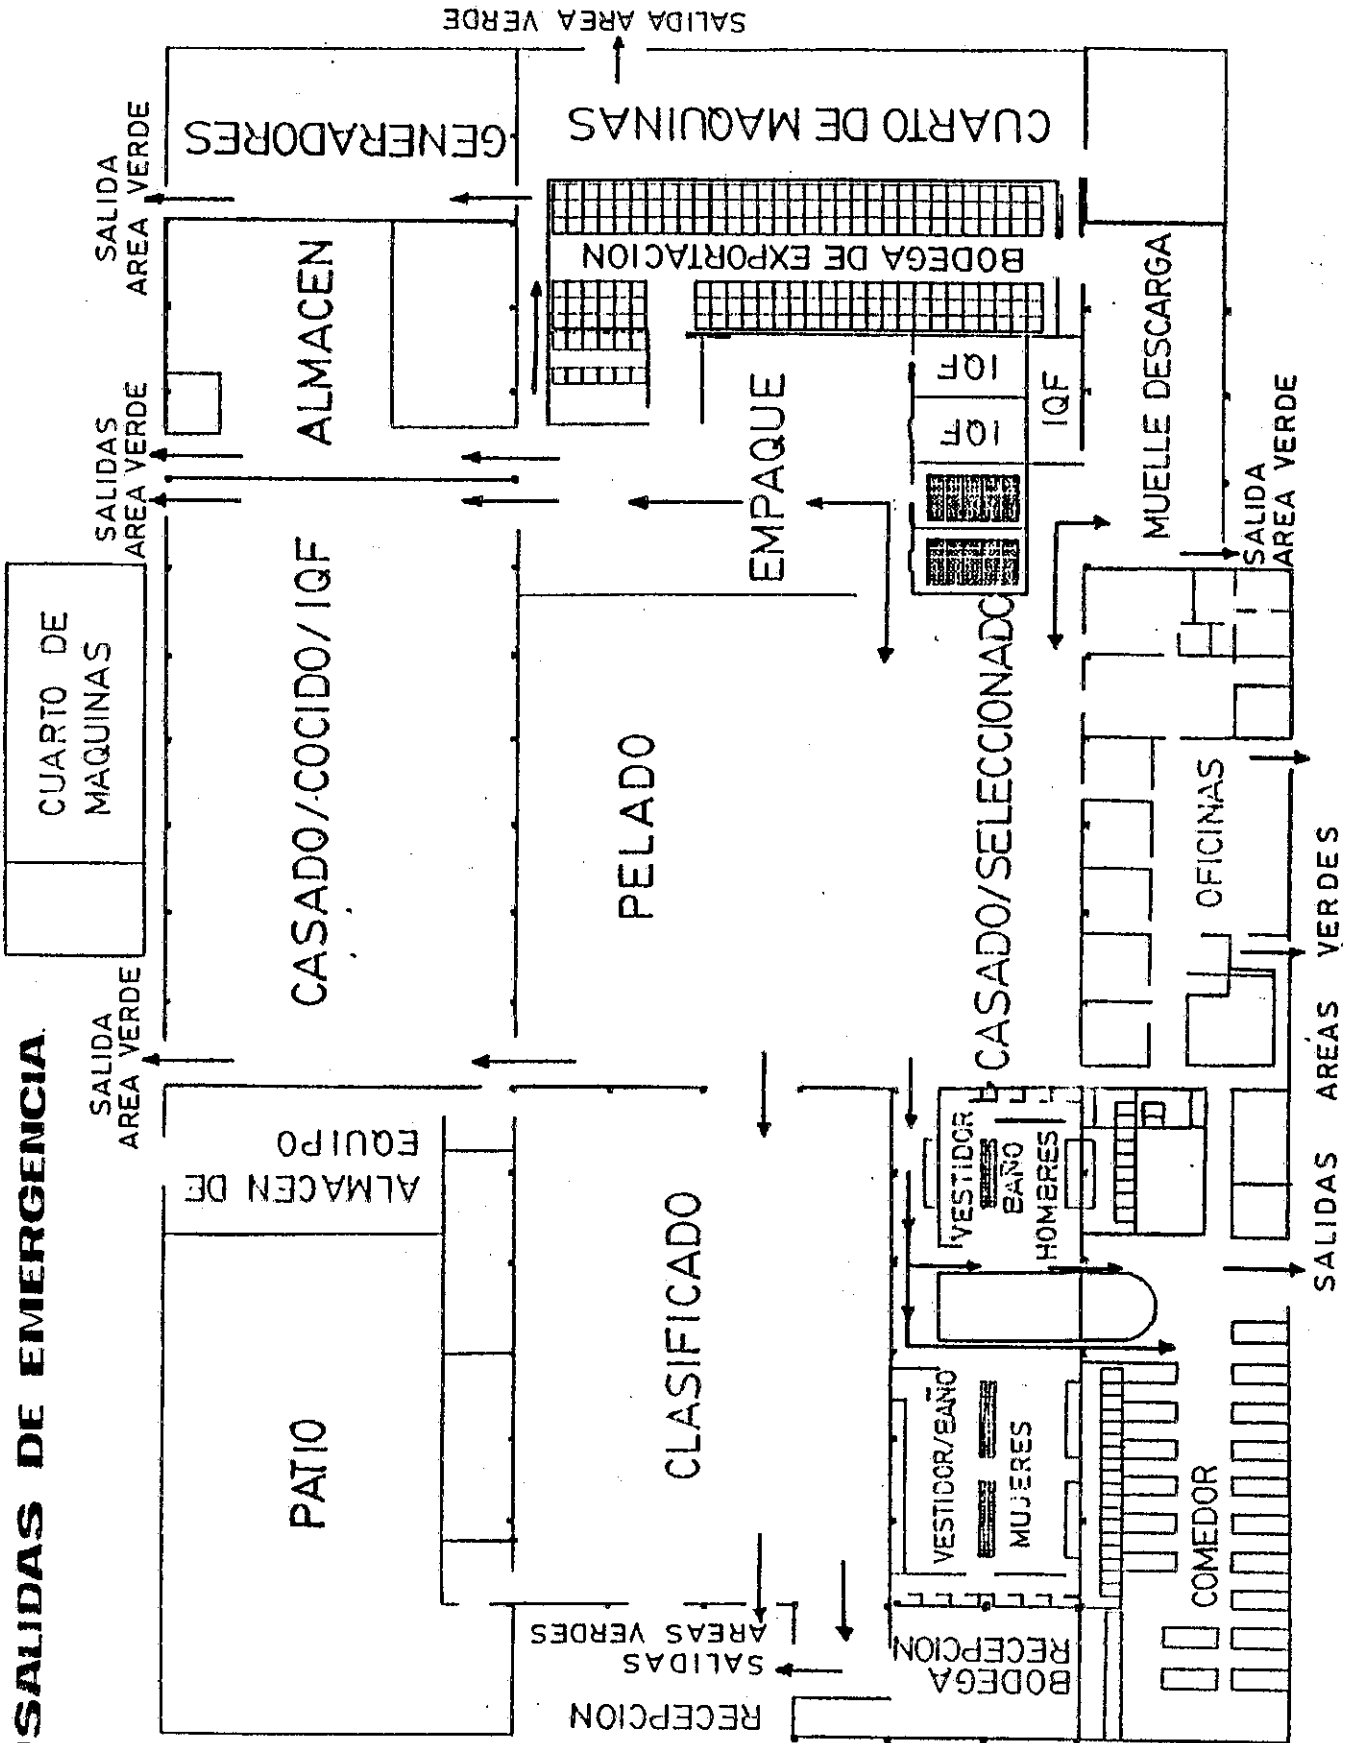 SALIDAS DE EMERGENCIA
CUARTO DE
MAQUINAS
SALIDA
AREA VERDE
SALIDAS
AREA VERDE
SALIDA
AREA VERDE
PATIO
ALMACEN DE
EQUIPO
CASADO/COCIDO/IQF
ALMACEN
GENERADORES
SALIDA AREA VERDE
RECEPCION
SALIDAS
AREAS VERDES
CLASIFICADO
PELADO
EMPAQUE
BODEGA DE EXPORTACION
CUARTO DE MAQUINAS
BODEGA
RECEPCION
VESTIDOR/BAÑO
MUJERES
VESTIDOR
BAÑO
HOMBRES
CASADO/SELECCIONADO
IQF
IQF
IQF
COMEDOR
OFICINAS
MUELLE DESCARGA
SALIDA
AREA VERDE
SALIDAS AREAS VERDES